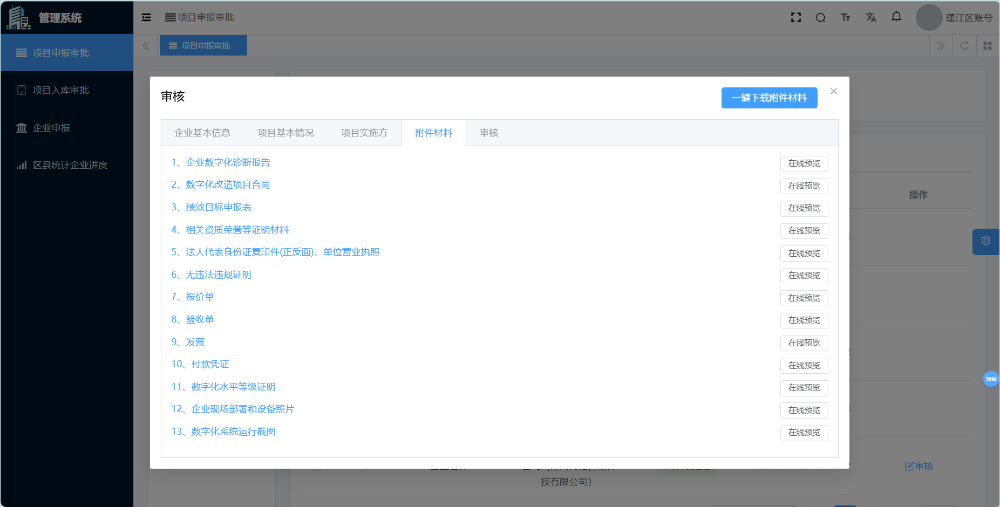 管理系统
项目申报审批
蓬江区账号
项目申报审批
项目申报审批
项目入库审批
企业申报
区县统计企业进度
审核
一键下载附件材料
企业基本信息
项目基本情况
项目实施方
附件材料
审核
1、企业数字化诊断报告
在线预览
2、数字化改造项目合同
在线预览
3、绩效目标申报表
在线预览
4、相关资质荣誉等证明材料
在线预览
5、法人代表身份证复印件(正反面)、单位营业执照
在线预览
6、无违法违规证明
在线预览
7、报价单
在线预览
8、验收单
在线预览
9、发票
在线预览
10、付款凭证
在线预览
11、数字化水平等级证明
在线预览
12、企业现场部署和设备照片
在线预览
13、数字化系统运行截图
在线预览
操作
95M
审核
技有限公司）